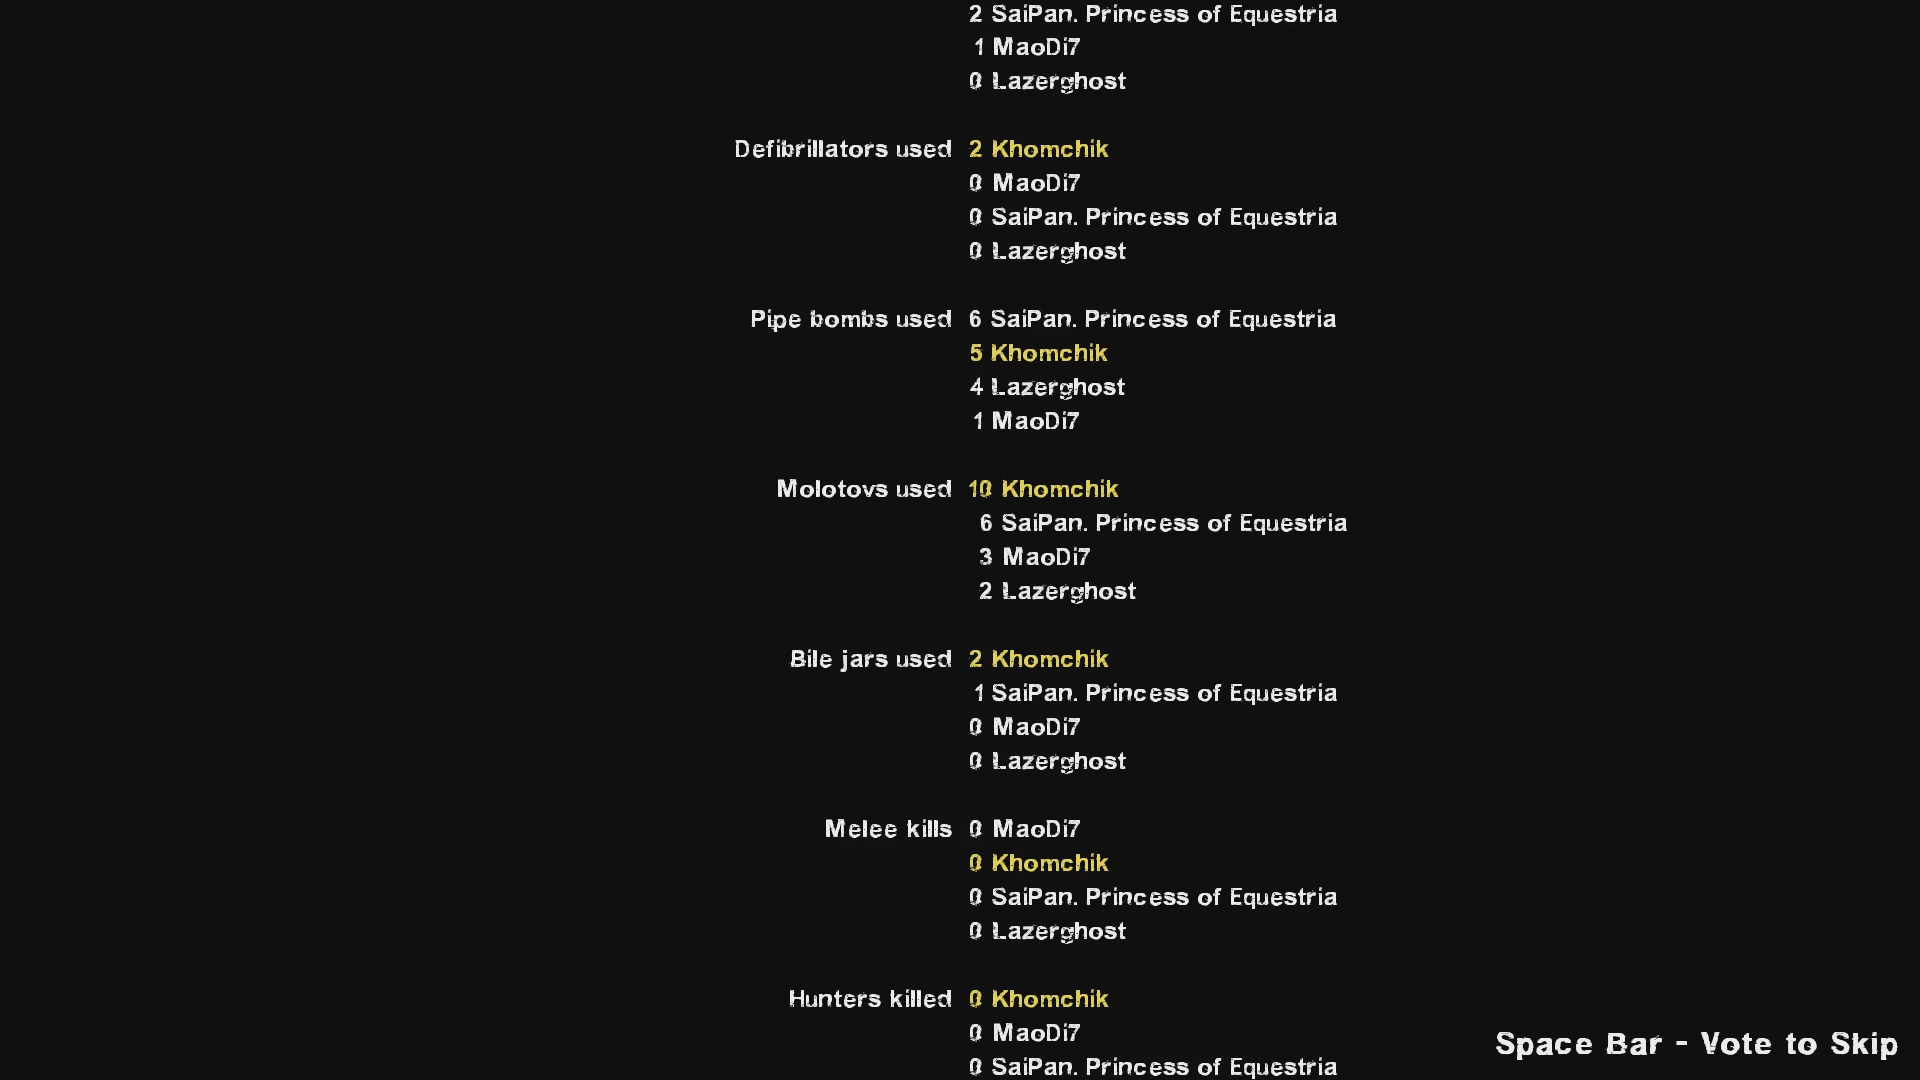 2 SaiPan. Princess of Equestria
1 MaoDi7
0 Lazerghost
Defibrillators used 2 Khomchik
0 MaoDi7
0 SaiPan. Princess of Equestria
0 Lazerghost
Pipe bombs used 6 SaiPan. Princess of Equestria
5 Khomchik
4 Lazerghost
1 MaoDi7
Molotovs used 10 Khomchik
6 SaiPan. Princess of Equestria
3 MaoDi7
2 Lazerghost
Bile jars used 2 Khomchik
1 SaiPan. Princess of Equestria
0 MaoDi7
0 Lazerghost
Melee kills 0 MaoDi7
0 Khomchik
0 SaiPan. Princess of Equestria
0 Lazerghost
Hunters killed 0 Khomchik
0 MaoDi7
0 SaiPan. Princess of Equestria
Space Bar - Vote to Skip